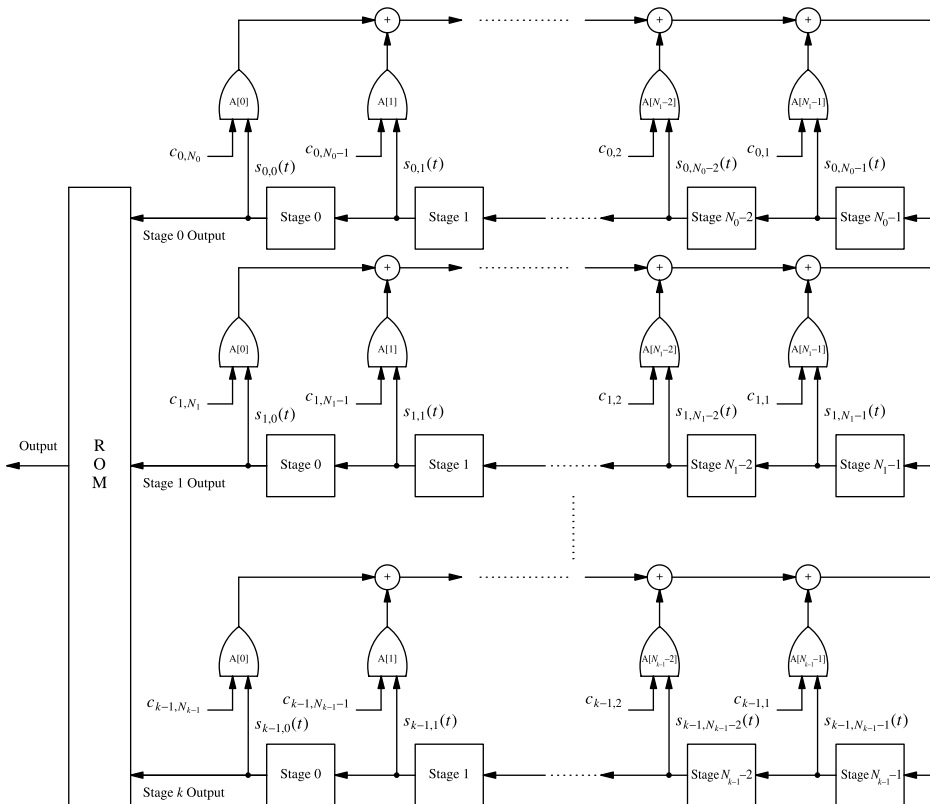 + + + +
A[0] A[1] A[N₁−2] A[N₁−1]
c₀,N₀ c₀,N₀−1 c₀,₂ c₀,₁
s₀,₀(t) s₀,₁(t) s₀,N₀−2(t) s₀,N₀−1(t)
Stage 0 Stage 1 Stage N₀−2 Stage N₀−1
Stage 0 Output
+ + + +
A[0] A[1] A[N₁−2] A[N₁−1]
c₁,N₁ c₁,N₁−1 c₁,₂ c₁,₁
s₁,₀(t) s₁,₁(t) s₁,N₁−2(t) s₁,N₁−1(t)
Output
R
O
M
Stage 0 Stage 1 Stage N₁−2 Stage N₁−1
Stage 1 Output
+ + + +
A[0] A[1] A[Nₖ₋₁−2] A[Nₖ₋₁−1]
cₖ₋₁,Nₖ₋₁ cₖ₋₁,Nₖ₋₁−1 cₖ₋₁,₂ cₖ₋₁,₁
sₖ₋₁,₀(t) sₖ₋₁,₁(t) sₖ₋₁,Nₖ₋₁−2(t) sₖ₋₁,Nₖ₋₁−1(t)
Stage 0 Stage 1 Stage Nₖ₋₁−2 Stage Nₖ₋₁−1
Stage k Output